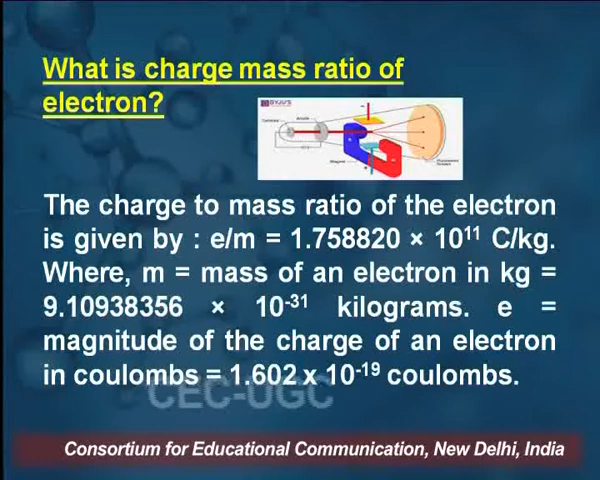 What is charge mass ratio of
electron?
BYJU'S
The charge to mass ratio of the electron
is given by : e/m = 1.758820 × 10¹¹ C/kg.
Where, m = mass of an electron in kg =
9.10938356 × 10⁻³¹ kilograms. e =
magnitude of the charge of an electron
in coulombs = 1.602 x 10⁻¹⁹ coulombs.
CEC-UGC
Consortium for Educational Communication, New Delhi, India